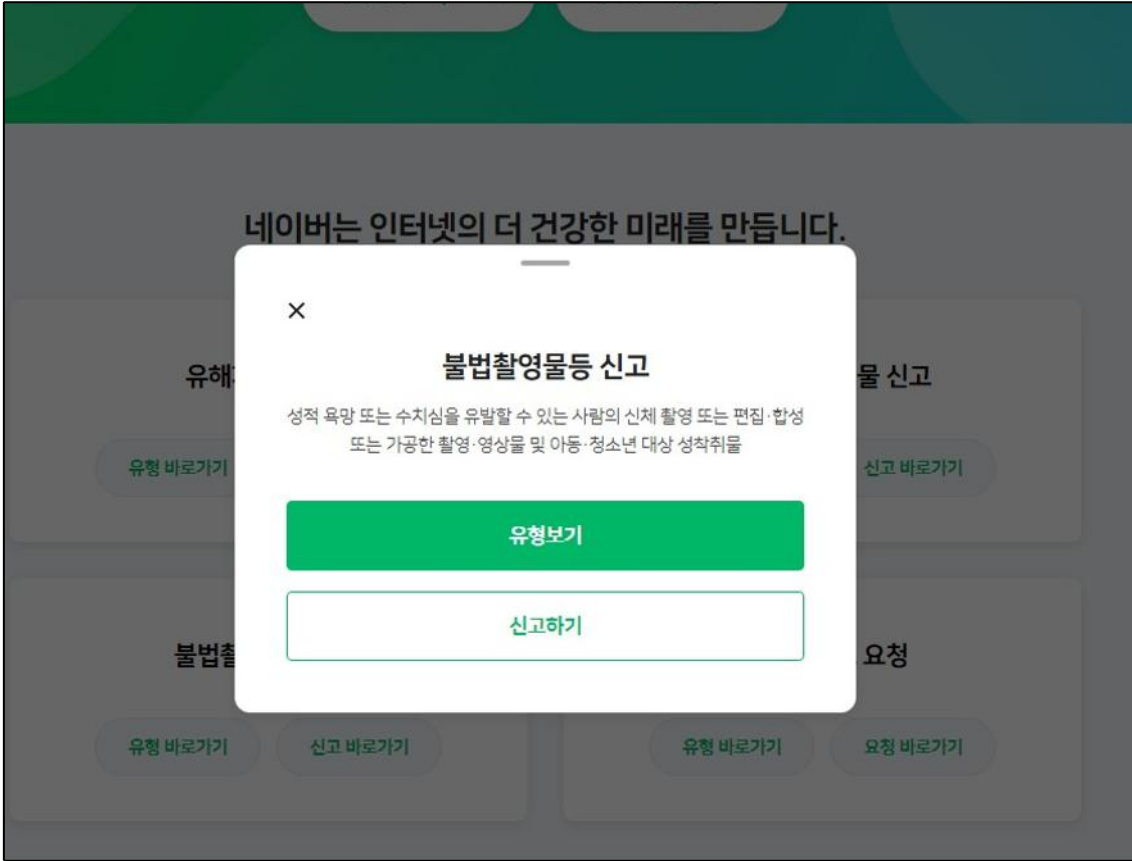 네이버는 인터넷의 더 건강한 미래를 만듭니다.
불법촬영물등 신고
성적 욕망 또는 수치심을 유발할 수 있는 사람의 신체 촬영 또는 편집·합성
또는 가공한 촬영·영상물 및 아동·청소년 대상 성착취물
유형보기
신고하기
유해
물 신고
유형 바로가기
신고 바로가기
불법촬
요청
유형 바로가기
신고 바로가기
유형 바로가기
요청 바로가기